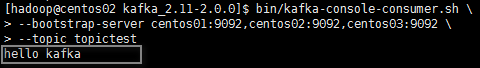 [hadoop@centos02 kafka_2.11-2.0.0]$ bin/kafka-console-consumer.sh \
> --bootstrap-server centos01:9092,centos02:9092,centos03:9092 \
> --topic topictest
hello kafka